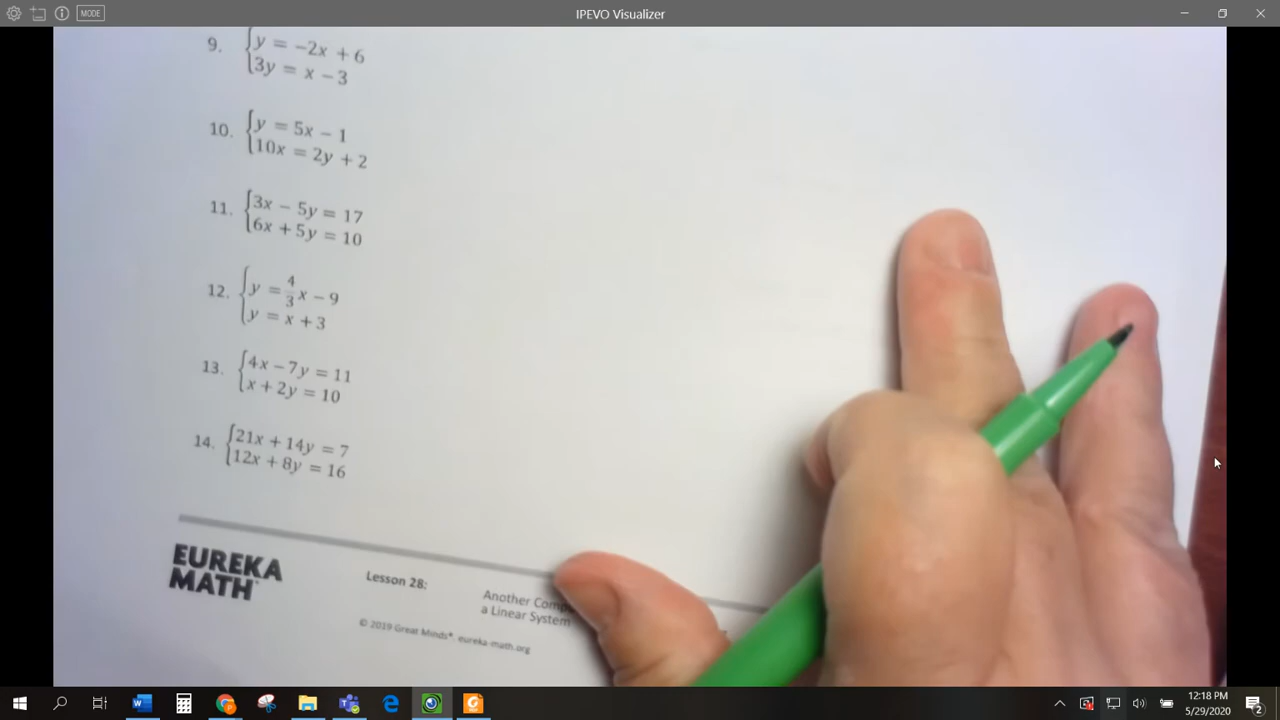 MODE
IPEVO Visualizer
9. y = -2x + 6
3y = x - 3
10. y = 5x - 1
10x = 2y + 2
11. 3x - 5y = 17
6x + 5y = 10
12. y = 4/3 x - 9
y = x + 3
13. 4x - 7y = 11
x + 2y = 10
14. 21x + 14y = 7
12x + 8y = 16
EUREKA
MATH
Lesson 28:
Another
a Linear System
© 2019 Great Minds® eureka-math.org
12:18 PM
5/29/2020
2